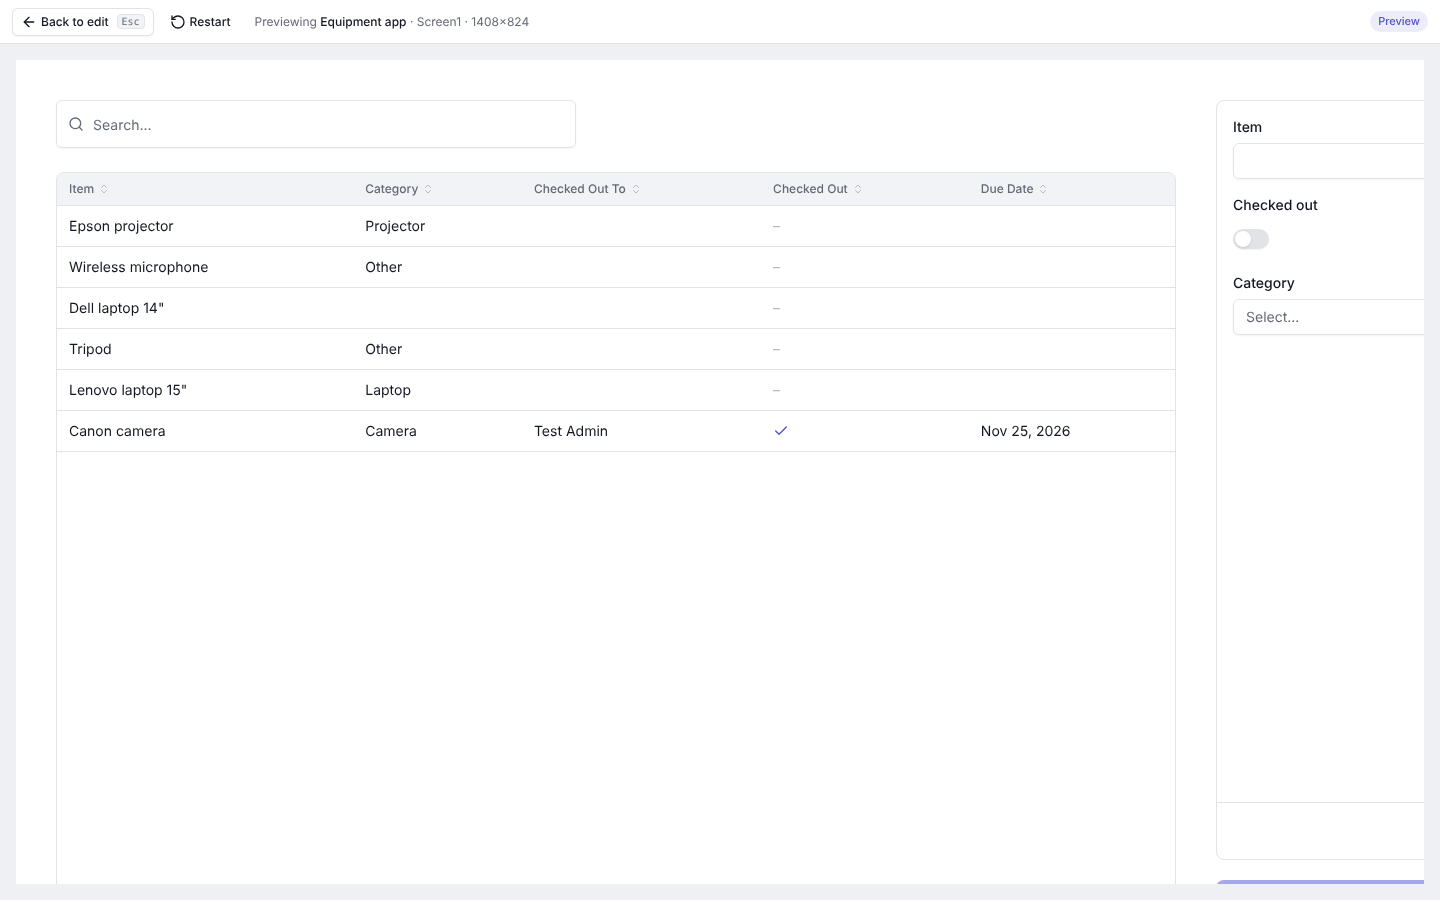 Back to edit Esc Restart Previewing Equipment app · Screen1 · 1408×824 Preview
Search...
Item Category Checked Out To Checked Out Due Date
Epson projector Projector –
Wireless microphone Other –
Dell laptop 14" –
Tripod Other –
Lenovo laptop 15" Laptop –
Canon camera Camera Test Admin Nov 25, 2026
Item
Checked out
Category
Select...